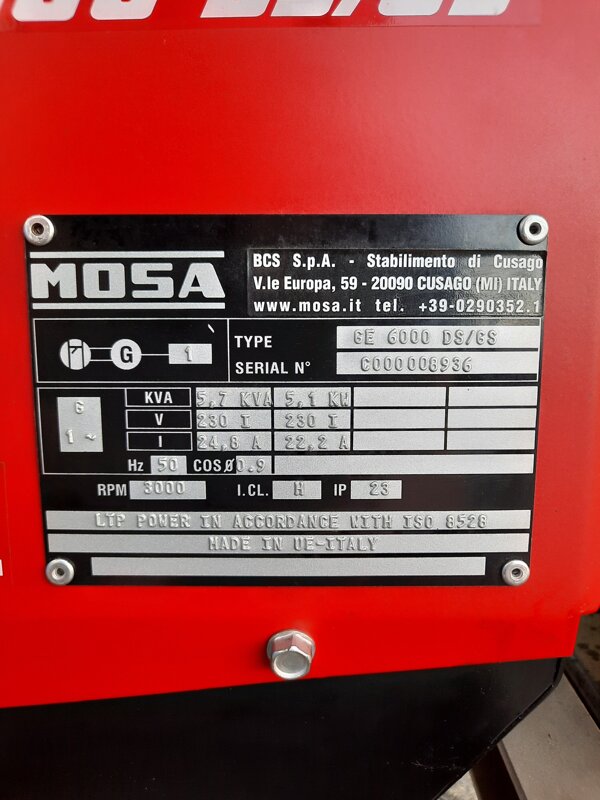 MOSA
BCS S.p.A. - Stabilimento di Cusago
V.le Europa, 59 - 20090 CUSAGO (MI) ITALY
www.mosa.it tel. +39-0290352.1
G 1
TYPE GE 6000 DS/GS
SERIAL N° C000008936
G
1 ~
KVA 5,7 KVA 5,1 KW
V 230 I 230 I
I 24,8 A 22,2 A
Hz 50 COSØ 0.9
RPM 3000 I.CL. H IP 23
LTP POWER IN ACCORDANCE WITH ISO 8528
MADE IN UE-ITALY